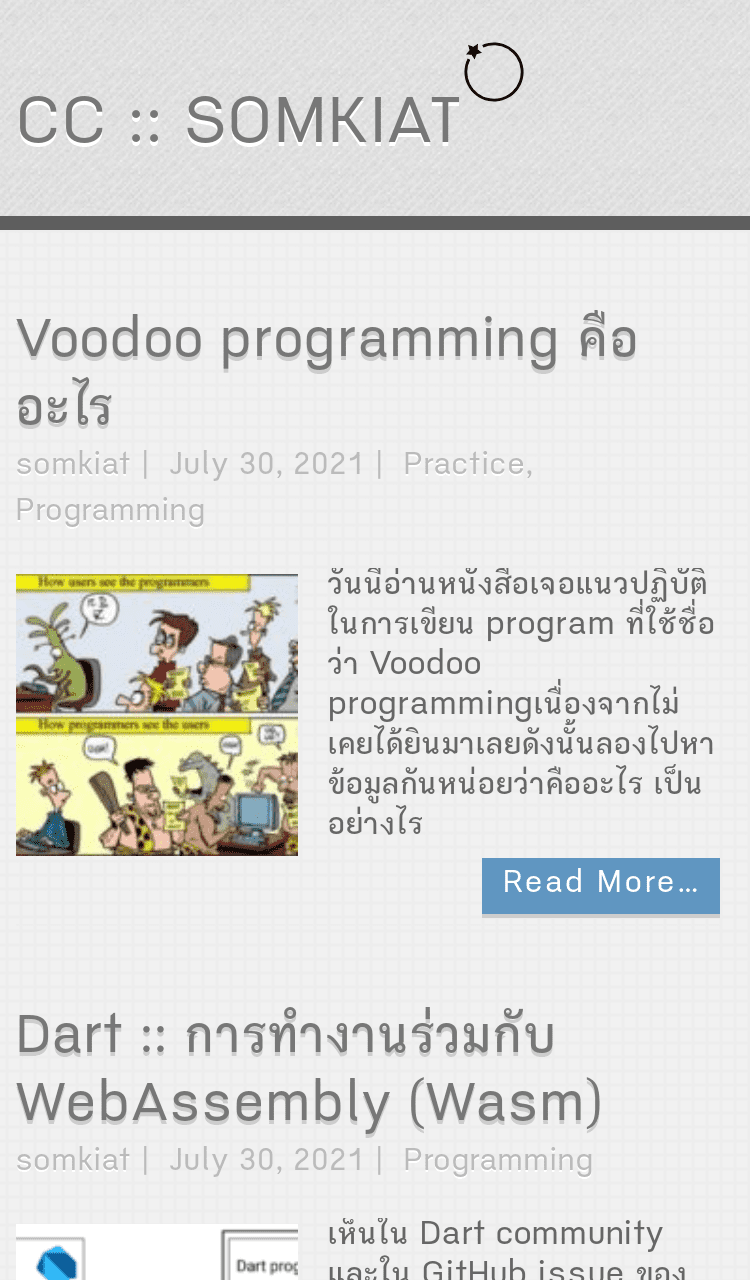 CC :: SOMKIAT
Voodoo programming คือ
อะไร
somkiat | July 30, 2021 | Practice,
Programming
How users see the programmers
How programmers see the users
วันนี้อ่านหนังสือเจอแนวปฏิบัติ
ในการเขียน program ที่ใช้ชื่อ
ว่า Voodoo
programmingเนื่องจากไม่
เคยได้ยินมาเลยดังนั้นลองไปหา
ข้อมูลกันหน่อยว่าคืออะไร เป็น
อย่างไร
Read More…
Dart :: การทำงานร่วมกับ
WebAssembly (Wasm)
somkiat | July 30, 2021 | Programming
Dart
เห็นใน Dart community
และใน GitHub issue ของ